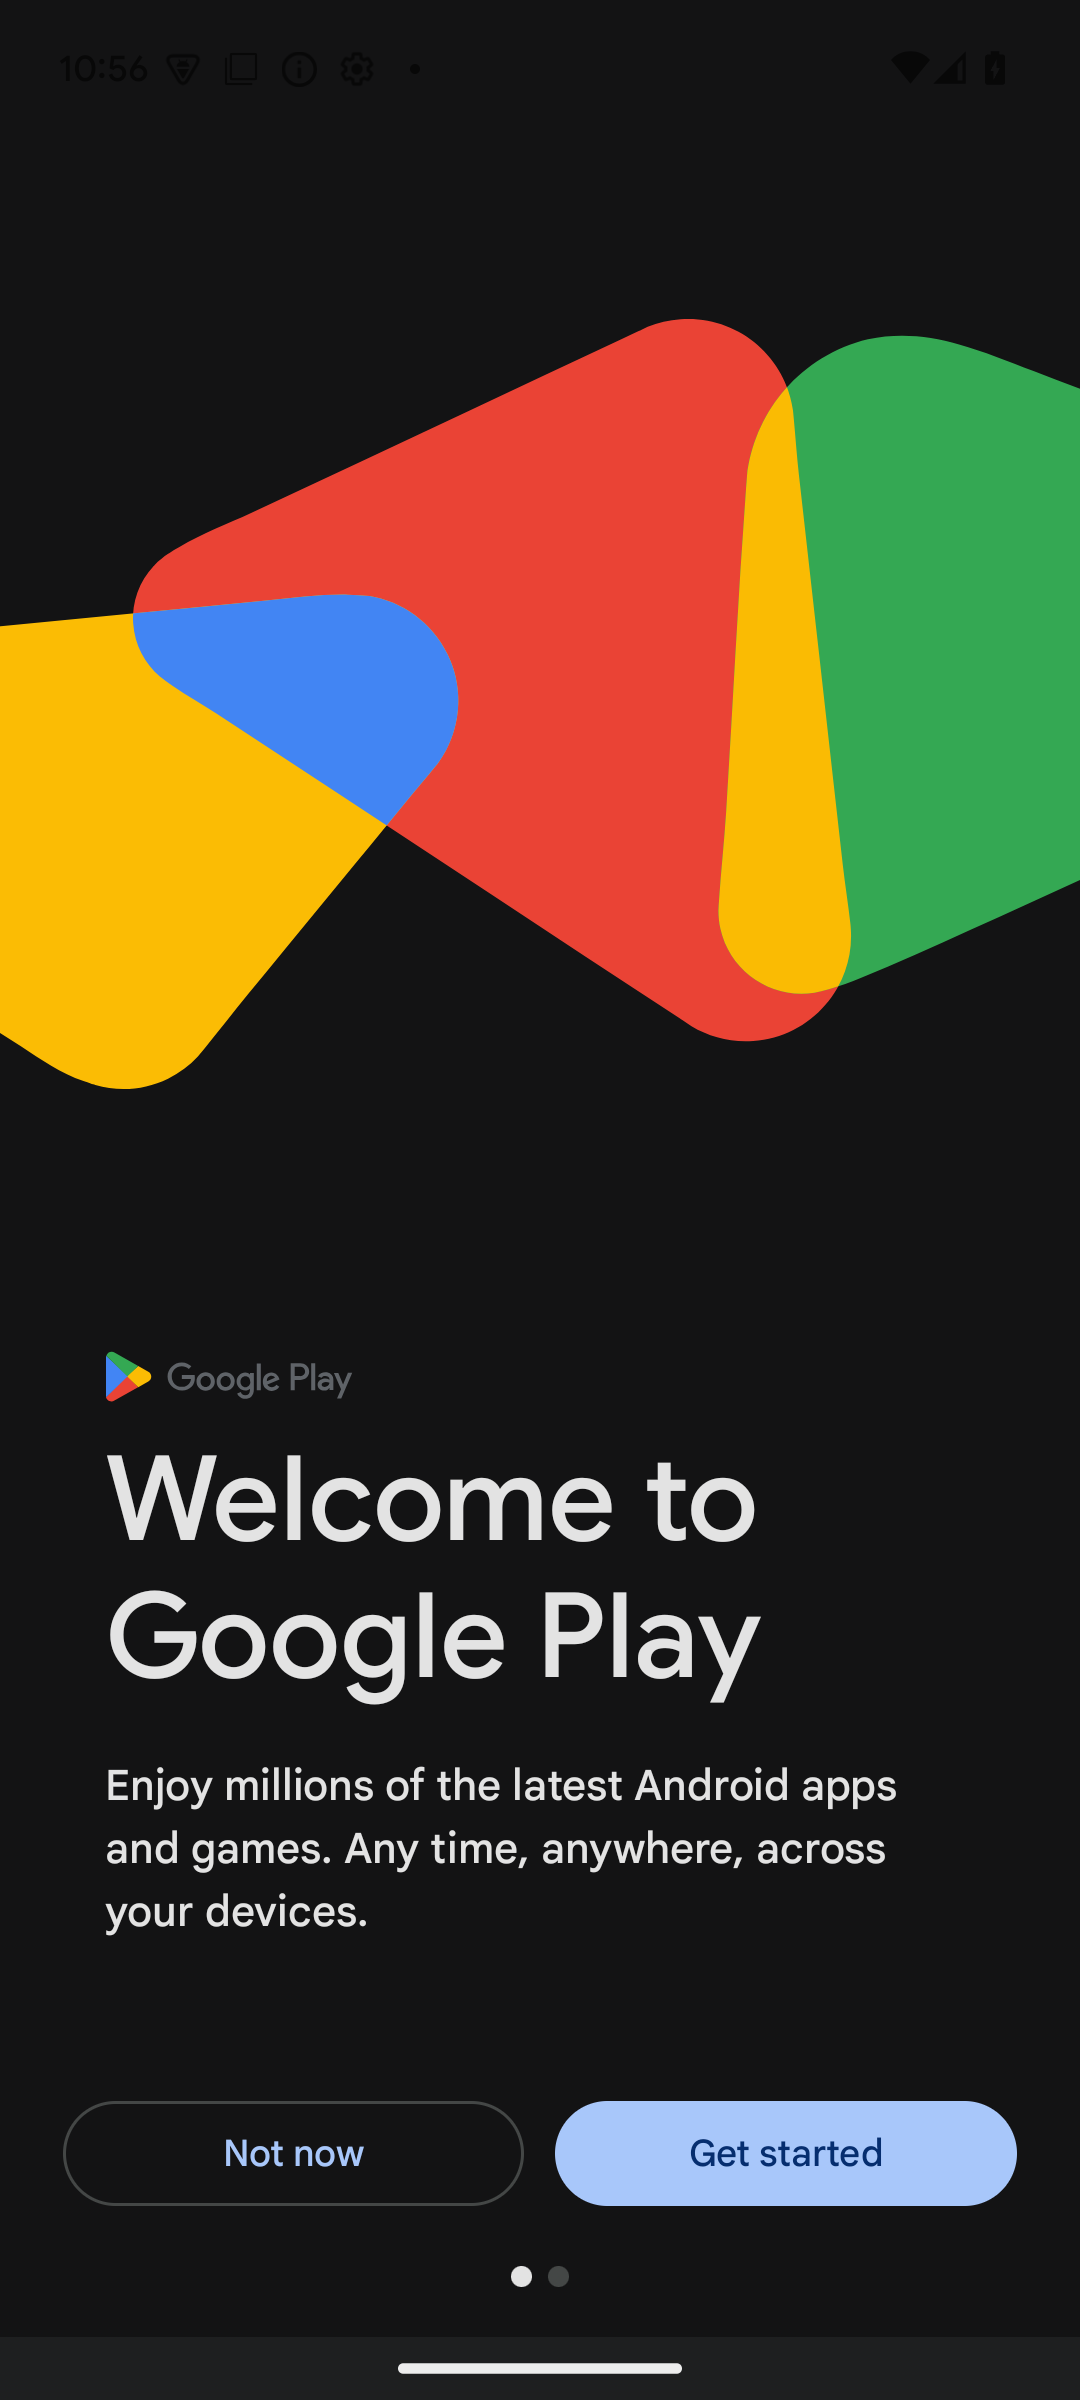 10:56
Google Play
Welcome to
Google Play
Enjoy millions of the latest Android apps
and games. Any time, anywhere, across
your devices.
Not now
Get started